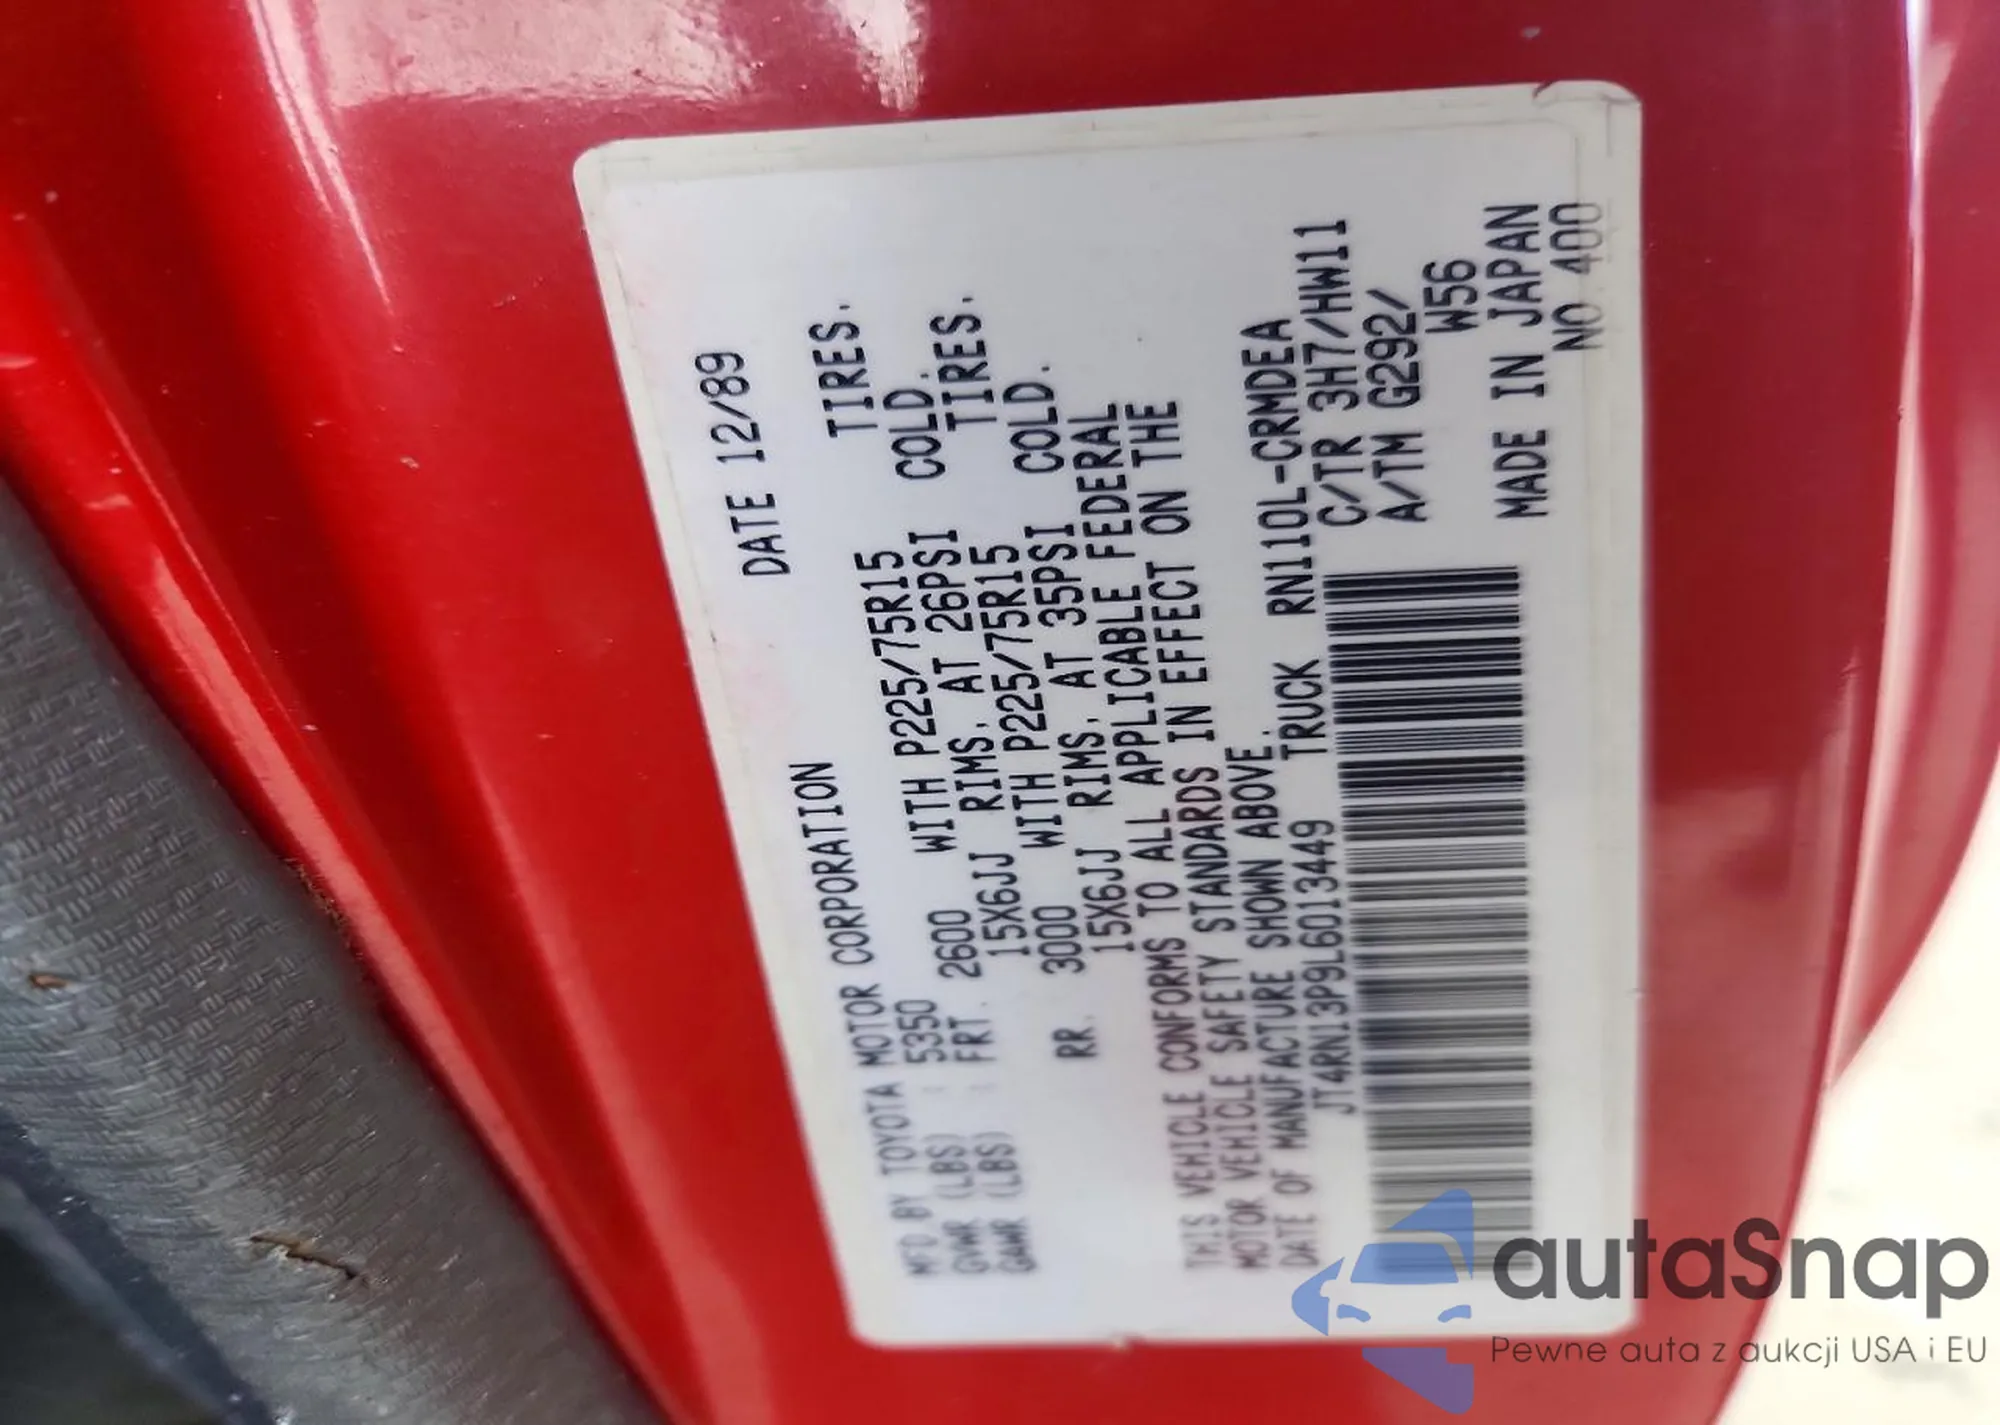 MFD BY TOYOTA MOTOR CORPORATION DATE 12/89
GVWR (LBS) : 5350
GAWR (LBS) : FRT. 2600 WITH P225/75R15 TIRES.
15X6JJ RIMS. AT 26PSI COLD.
RR. 3000 WITH P225/75R15 TIRES.
15X6JJ RIMS. AT 35PSI COLD.
THIS VEHICLE CONFORMS TO ALL APPLICABLE FEDERAL
MOTOR VEHICLE SAFETY STANDARDS IN EFFECT ON THE
DATE OF MANUFACTURE SHOWN ABOVE.
JT4RN13P9L6013449 TRUCK RN110L-CRMDEA
C/TR 3H7/HW11
A/TM G292/
W56
MADE IN JAPAN
NO 400
autaSnap
Pewne auta z aukcji USA i EU